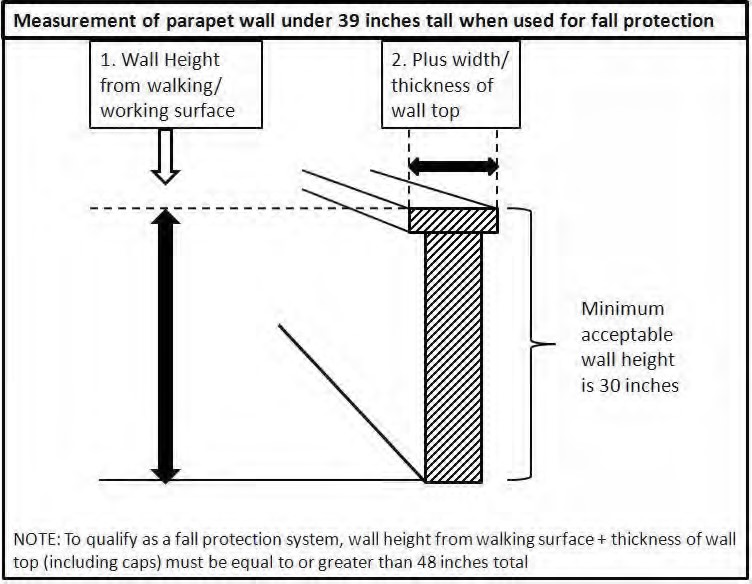 Measurement of parapet wall under 39 inches tall when used for fall protection
1. Wall Height
from walking/
working surface
2. Plus width/
thickness of
wall top
Minimum
acceptable
wall height
is 30 inches
NOTE: To qualify as a fall protection system, wall height from walking surface + thickness of wall
top (including caps) must be equal to or greater than 48 inches total